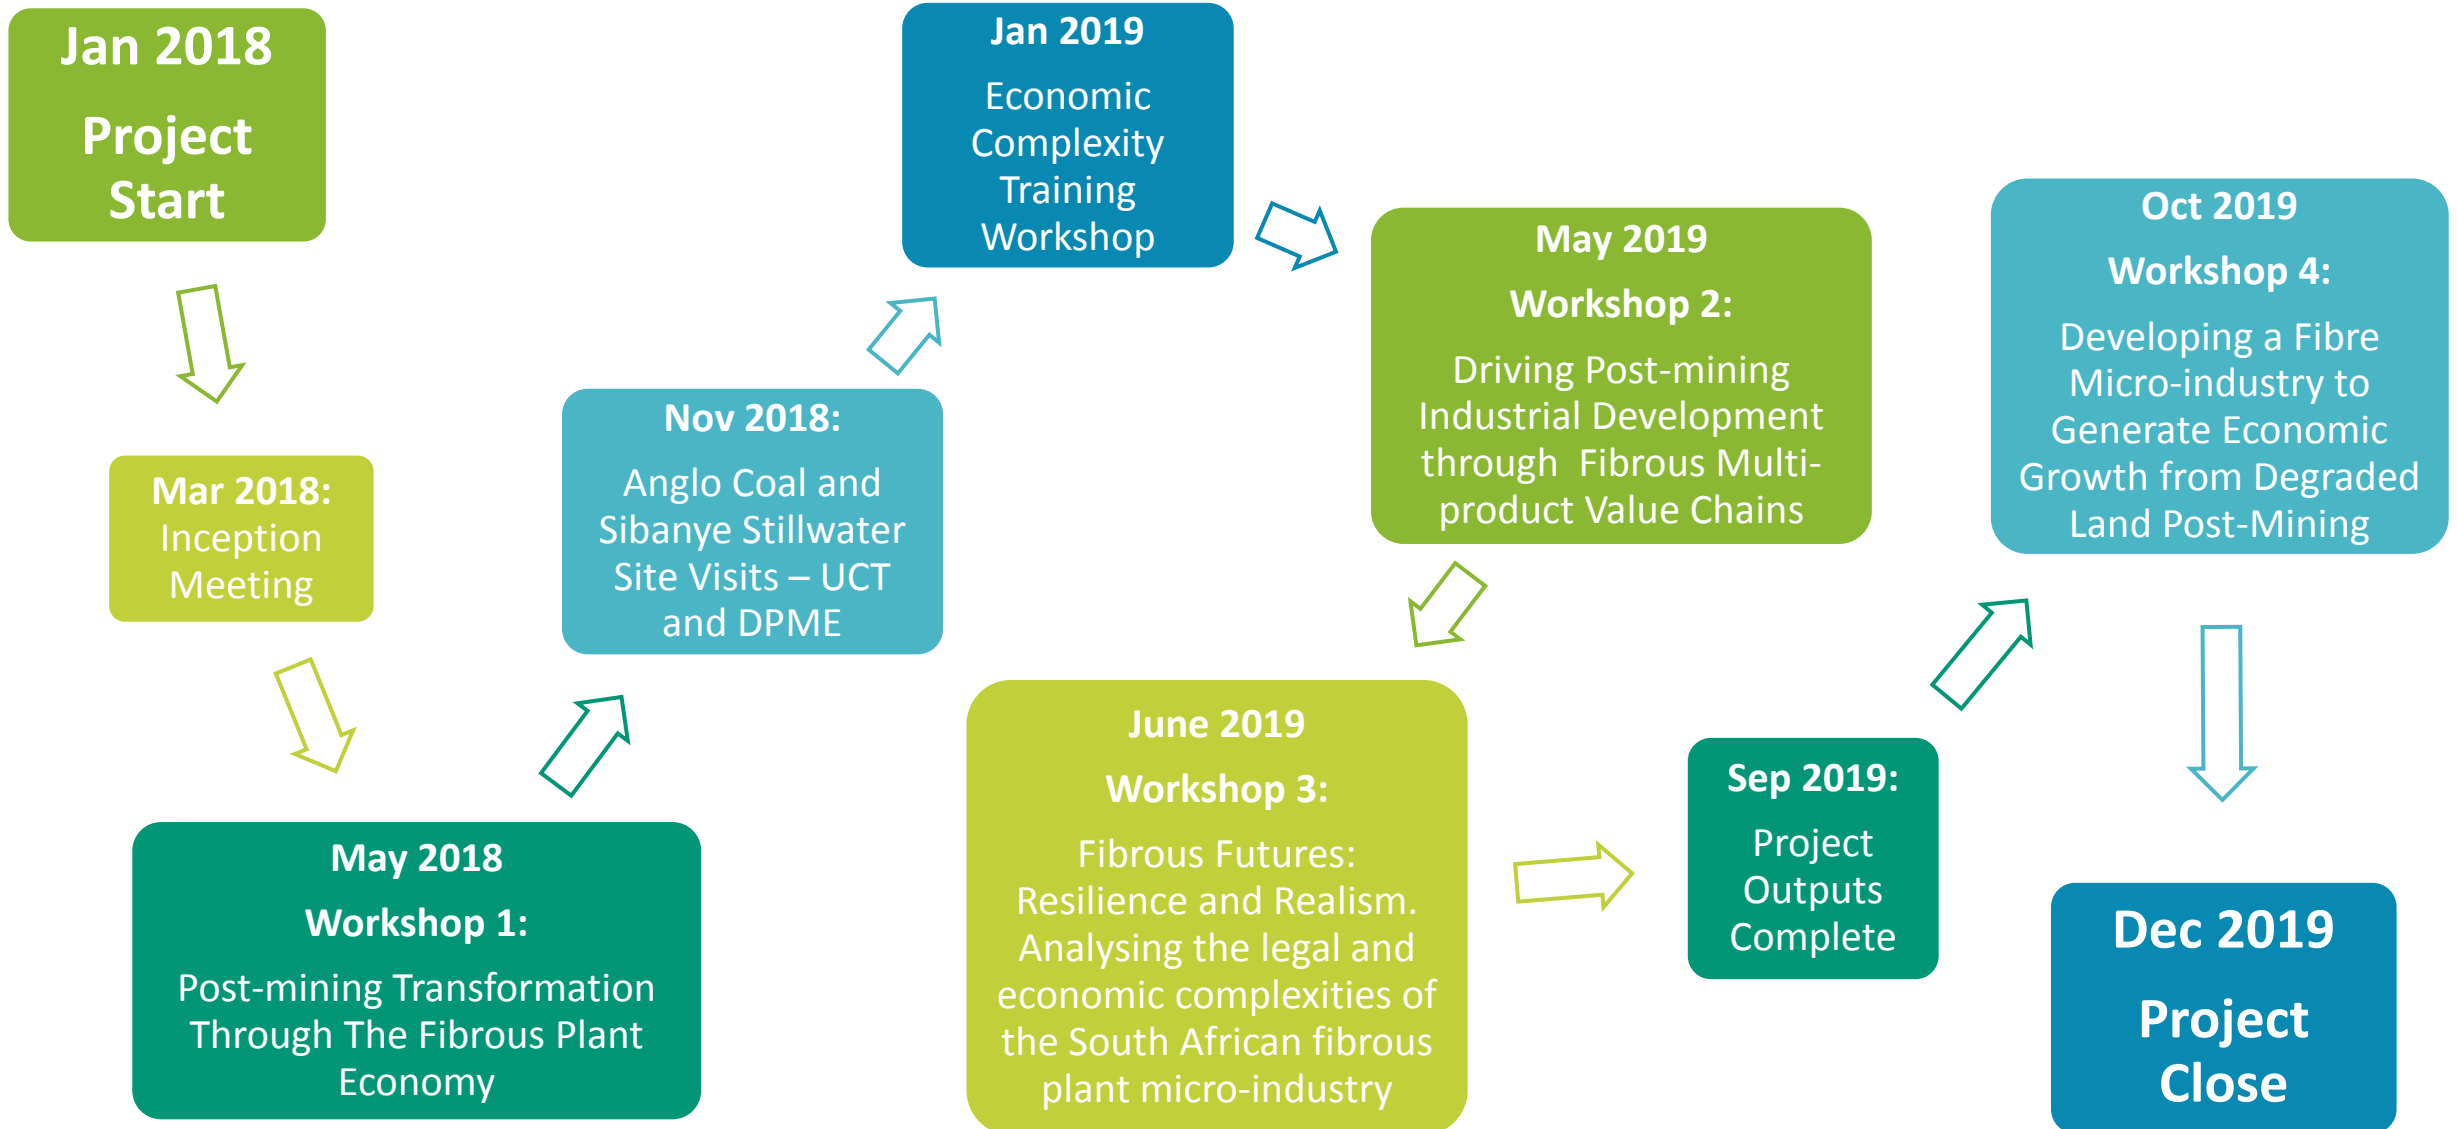 Jan 2018
Project
Start
Mar 2018:
Inception
Meeting
May 2018
Workshop 1:
Post-mining Transformation
Through The Fibrous Plant
Economy
Nov 2018:
Anglo Coal and
Sibanye Stillwater
Site Visits – UCT
and DPME
Jan 2019
Economic
Complexity
Training
Workshop
May 2019
Workshop 2:
Driving Post-mining
Industrial Development
through Fibrous Multi-
product Value Chains
June 2019
Workshop 3:
Fibrous Futures:
Resilience and Realism.
Analysing the legal and
economic complexities of
the South African fibrous
plant micro-industry
Sep 2019:
Project
Outputs
Complete
Oct 2019
Workshop 4:
Developing a Fibre
Micro-industry to
Generate Economic
Growth from Degraded
Land Post-Mining
Dec 2019
Project
Close